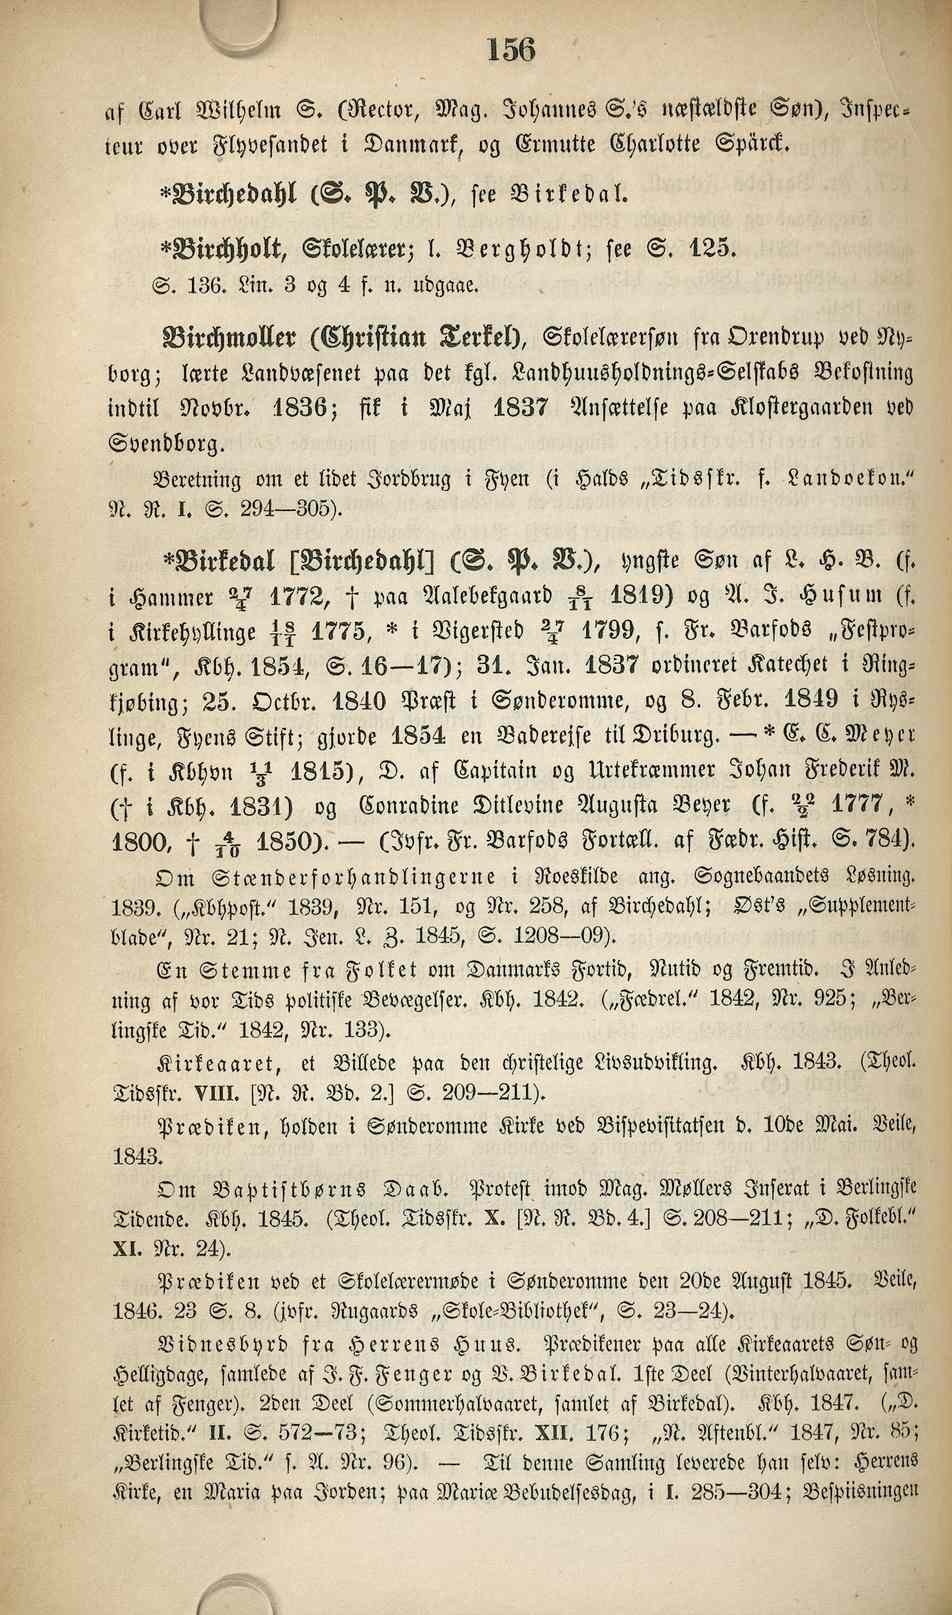 156
af Carl Wilhelm S. (Rector, Mag. Johannes S.'s næstældste Søn), Inspec-
teur over Flyvesandet i Danmark, og Ermutte Charlotte Spärck.
*Birchedahl (S. P. V.), see Birkedal.
*Birchholt, Skolelærer; l. Bergholdt; see S. 125.
S. 136. Lin. 3 og 4 f. n. udgaae.
Birchmoller (Christian Terkel), Skolelærersøn fra Orendrup ved Ny-
borg; lærte Landvæsenet paa det kgl. Landhuusholdnings-Selskabs Bekostning
indtil Novbr. 1836; fik i Maj 1837 Ansættelse paa Klostergaarden ved
Svendborg.
Beretning om et lidet Jordbrug i Fyen (i Halds „Tidsskr. f. Landoekon."
N. R. I. S. 294—305).
*Birkedal [Birchedahl] (S. P. V.), yngste Søn af L. H. B. (f.
i Hammer 27/4 1772, † paa Aalebekgaard 8/11 1819) og A. J. Husum (f.
i Kirkehyllinge 18/11 1775, * i Vigersted 27/4 1799, s. Fr. Barfods „Festpro-
gram", Kbh. 1854, S. 16—17); 31. Jan. 1837 ordineret Katechet i Ring-
kjøbing; 25. Octbr. 1840 Præst i Sønderomme, og 8. Febr. 1849 i Rys-
linge, Fyens Stift; gjorde 1854 en Badereise til Driburg. — * E. C. Meyer
(f. i Kbhvn 11/3 1815), D. af Capitain og Urtekræmmer Johan Frederik M.
(† i Kbh. 1831) og Conradine Ditlevine Augusta Beyer (f. 22/2 1777, *
1800, † 4/10 1850). — (Jvfr. Fr. Barfods Fortæll. af Fædr. Hist. S. 784).
Om Stænderforhandlingerne i Roeskilde ang. Sognebaandets Løsning.
1839. („Kbhpost." 1839, Nr. 151, og Nr. 258, af Birchedahl; Øst's „Supplement-
blade", Nr. 21; N. Jen. L. Z. 1845, S. 1208—09).
En Stemme fra Folket om Danmarks Fortid, Nutid og Fremtid. I Anled-
ning af vor Tids politiske Bevægelser. Kbh. 1842. („Fædrel." 1842, Nr. 925; „Ber-
lingske Tid." 1842, Nr. 133).
Kirkeaaret, et Billede paa den christelige Livsudvikling. Kbh. 1843. (Theol.
Tidsskr. VIII. [N. R. Bd. 2.] S. 209—211).
Prædiken, holden i Sønderomme Kirke ved Bispevisitatsen d. 10de Mai. Veile,
1843.
Om Baptistbørns Daab. Protest imod Mag. Møllers Inserat i Berlingske
Tidende. Kbh. 1845. (Theol. Tidsskr. X. [N. R. Bd. 4.] S. 208—211; „D. Folkebl."
XI. Nr. 24).
Prædiken ved et Skolelærermøde i Sønderomme den 20de August 1845. Veile,
1846. 23 S. 8. (jvfr. Rugaards „Skole-Bibliothek", S. 23—24).
Vidnesbyrd fra Herrens Huus. Prædikener paa alle Kirkeaarets Søn- og
Helligdage, samlede af J. F. Fenger og V. Birkedal. 1ste Deel (Vinterhalvaaret, sam-
let af Fenger). 2den Deel (Sommerhalvaaret, samlet af Birkedal). Kbh. 1847. („D.
Kirketid." II. S. 572—73; Theol. Tidsskr. XII. 176; „N. Aftenbl." 1847, Nr. 85;
„Berlingske Tid." s. A. Nr. 96). — Til denne Samling leverede han selv: Herrens
Kirke, en Maria paa Jorden; paa Mariæ Bebudelsesdag, i I. 285—304; Bespiisningen